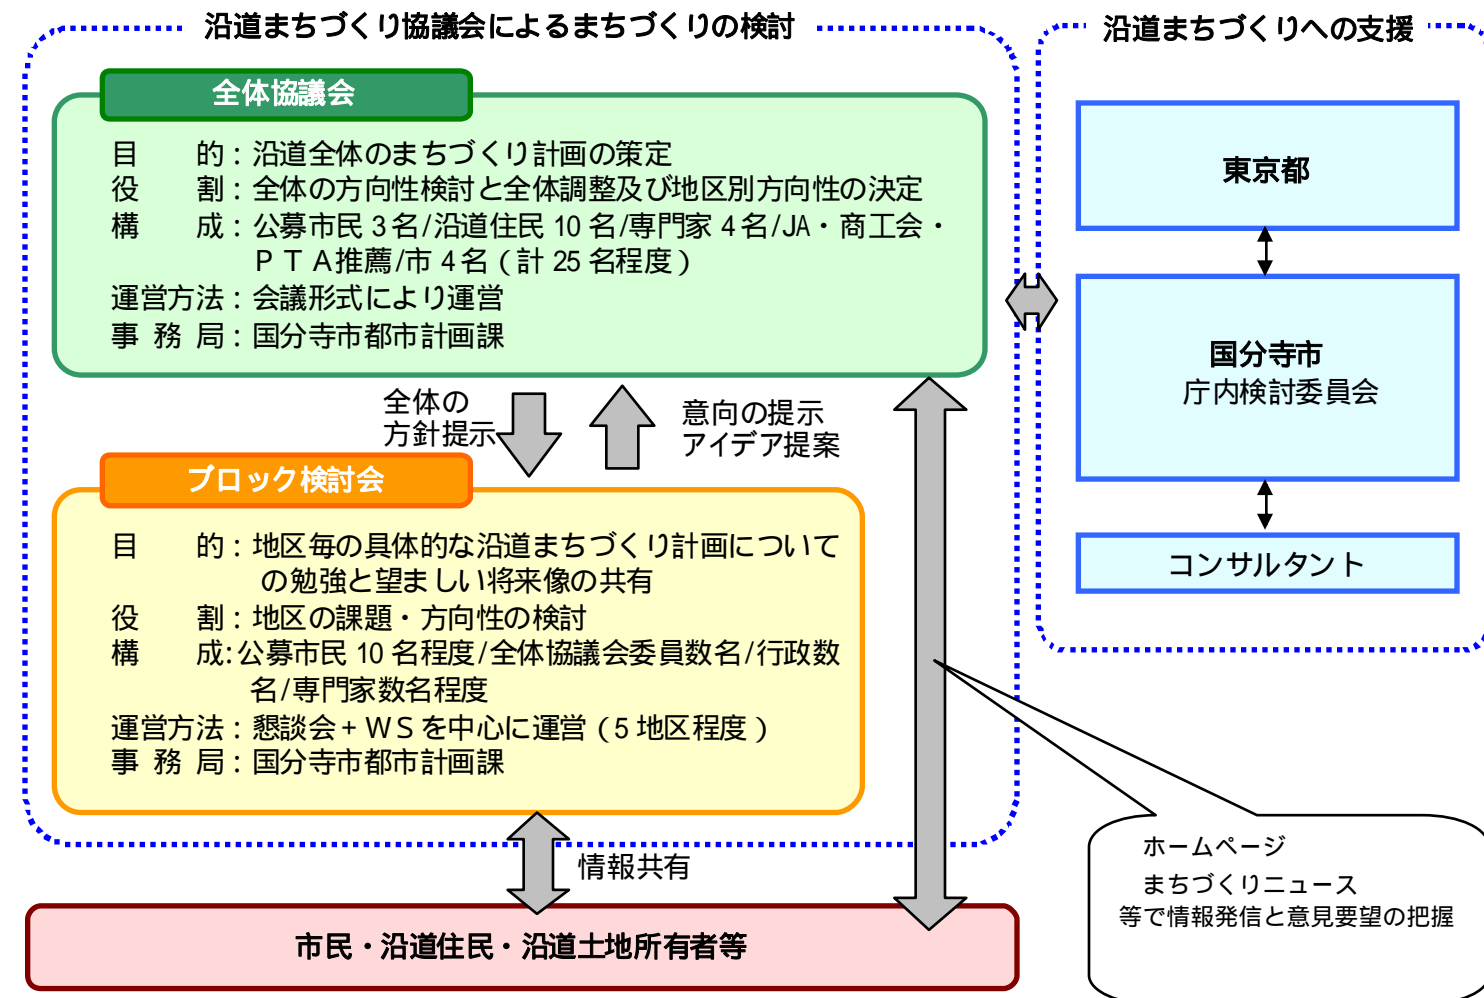 沿道まちづくり協議会によるまちづくりの検討
全体協議会
目　　的：沿道全体のまちづくり計画の策定
役　　割：全体の方向性検討と全体調整及び地区別方向性の決定
構　　成：公募市民 3 名/沿道住民 10 名/専門家 4 名/JA・商工会・
ＰＴＡ推薦/市 4 名（計 25 名程度）
運営方法：会議形式により運営
事 務 局：国分寺市都市計画課
全体の
方針提示
意向の提示
アイデア提案
ブロック検討会
目　　的：地区毎の具体的な沿道まちづくり計画について
の勉強と望ましい将来像の共有
役　　割：地区の課題・方向性の検討
構　　成:公募市民 10 名程度/全体協議会委員数名/行政数
名/専門家数名程度
運営方法：懇談会＋ＷＳを中心に運営（5 地区程度）
事 務 局：国分寺市都市計画課
情報共有
市民・沿道住民・沿道土地所有者等
沿道まちづくりへの支援
東京都
国分寺市
庁内検討委員会
コンサルタント
ホームページ
まちづくりニュース
等で情報発信と意見要望の把握